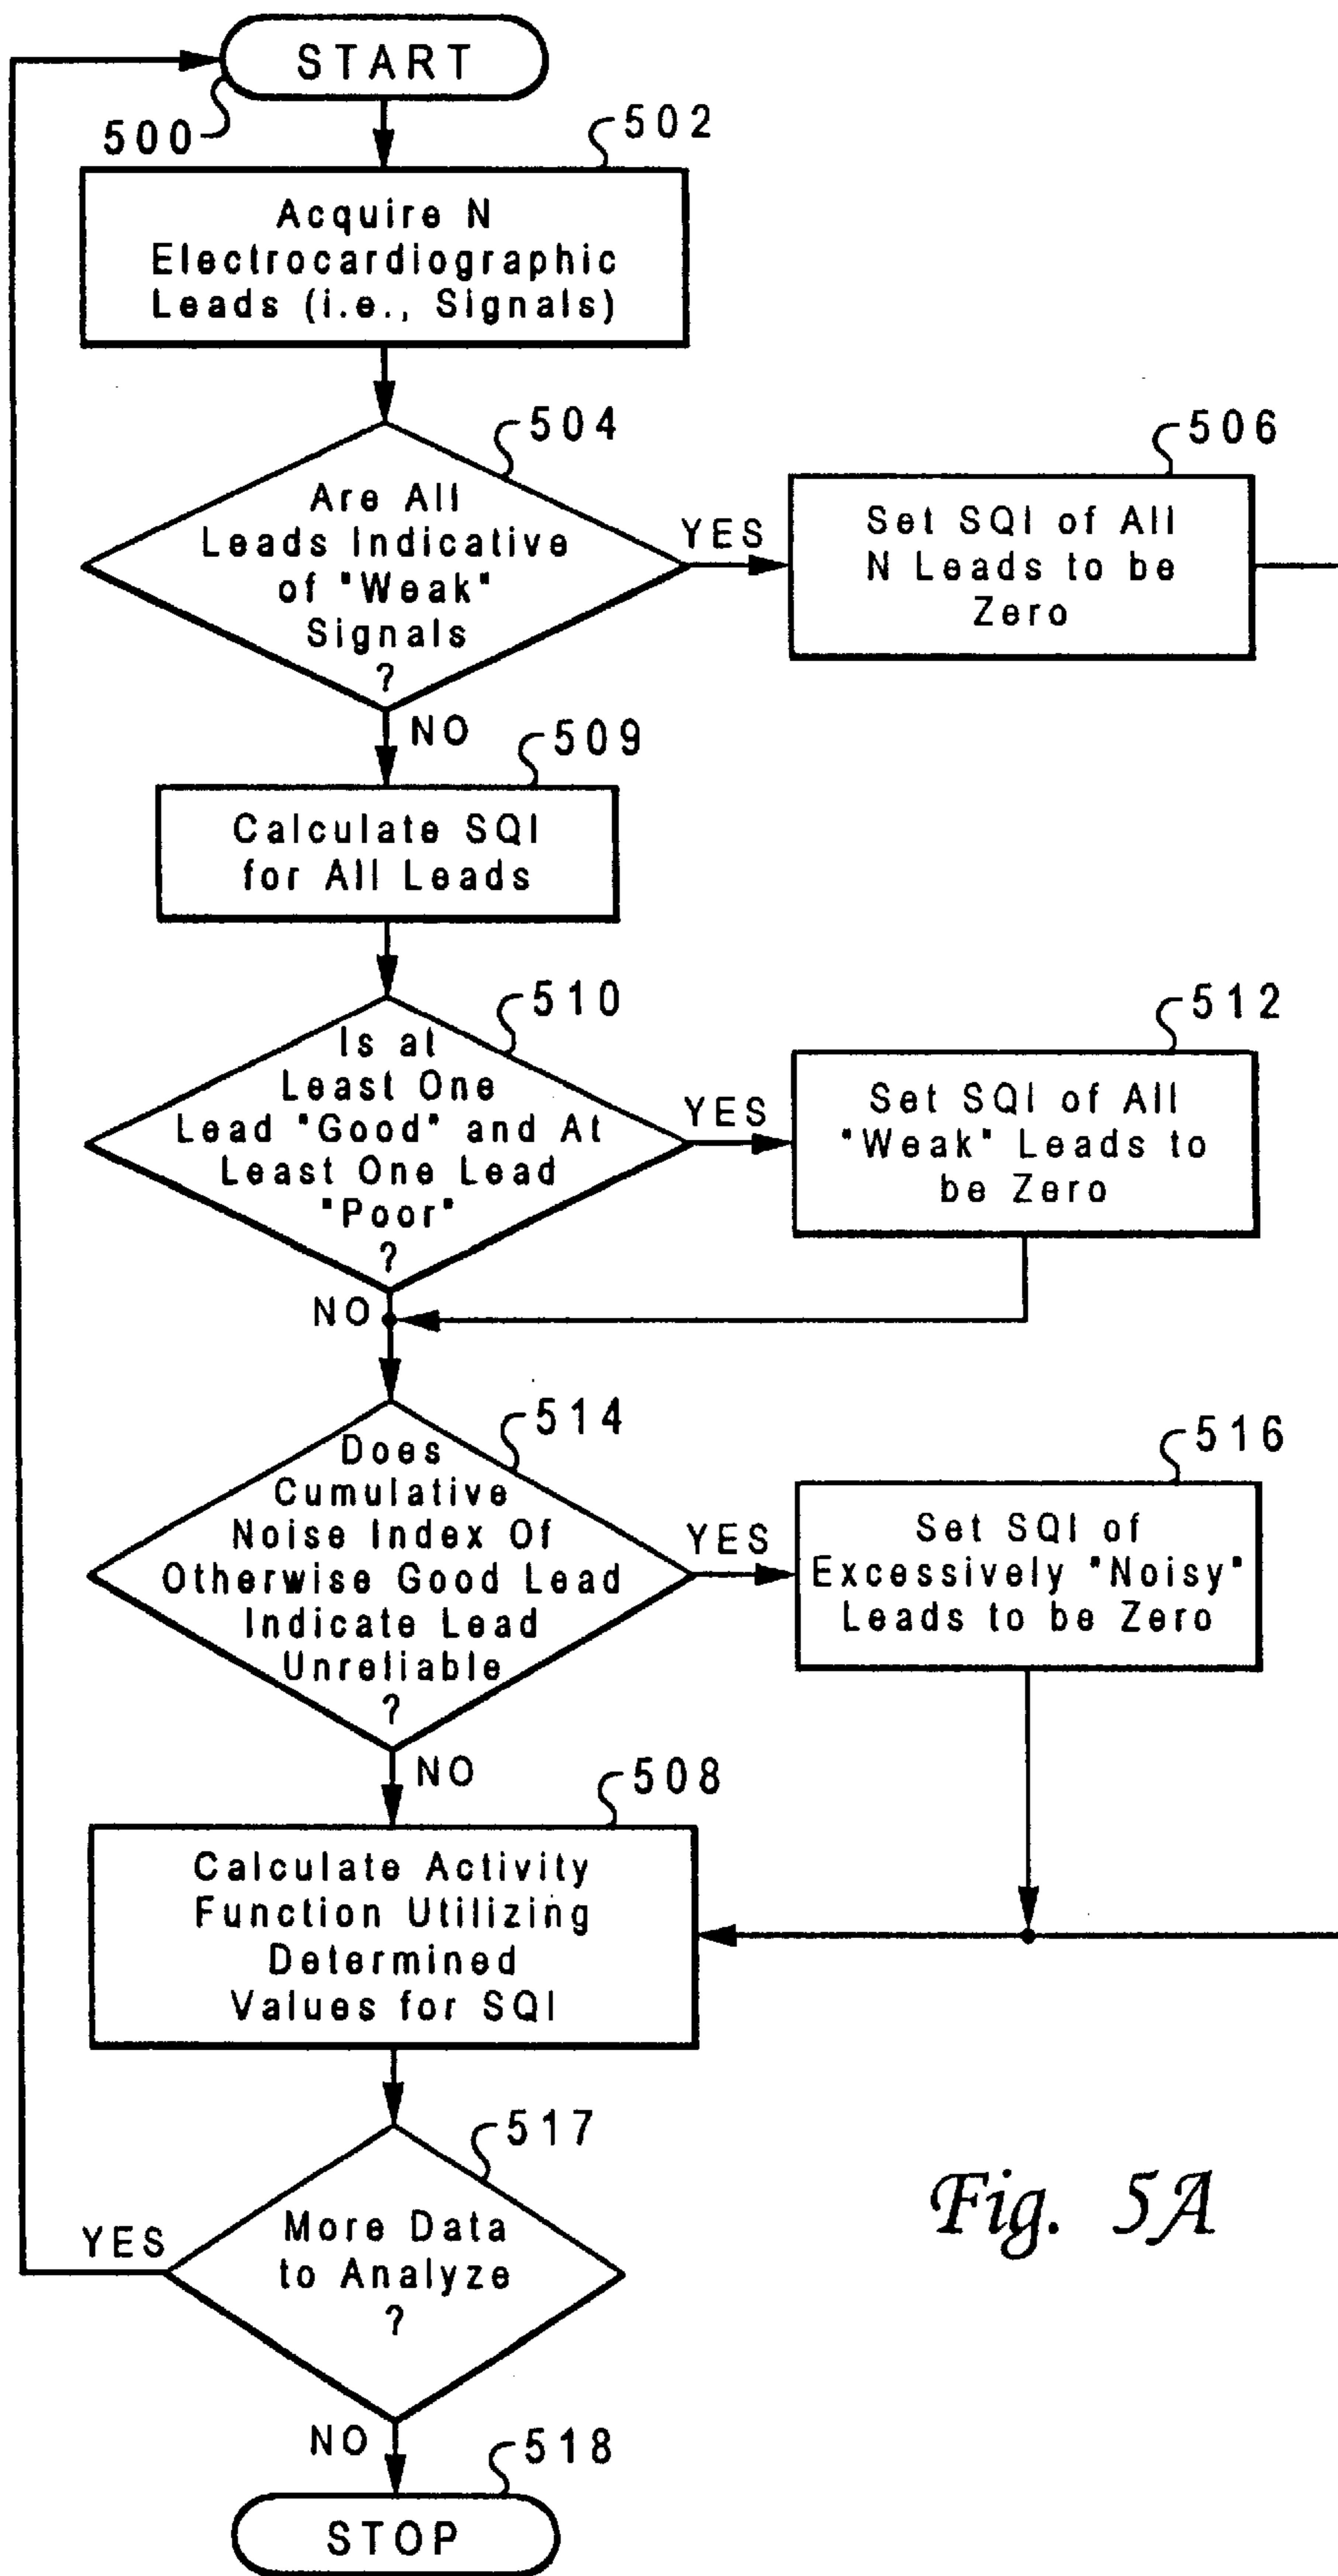 START
500
502
Acquire N
Electrocardiographic
Leads (i.e., Signals)
504
Are All
Leads Indicative
of "Weak"
Signals
?
YES
506
Set SQI of All
N Leads to be
Zero
NO
509
Calculate SQI
for All Leads
510
Is at
Least One
Lead "Good" and At
Least One Lead
"Poor"
?
YES
512
Set SQI of All
"Weak" Leads to
be Zero
NO
514
Does
Cumulative
Noise Index Of
Otherwise Good Lead
Indicate Lead
Unreliable
?
YES
516
Set SQI of
Excessively "Noisy"
Leads to be Zero
NO
508
Calculate Activity
Function Utilizing
Determined
Values for SQI
517
More Data
to Analyze
?
YES
NO
518
STOP
Fig. 5A